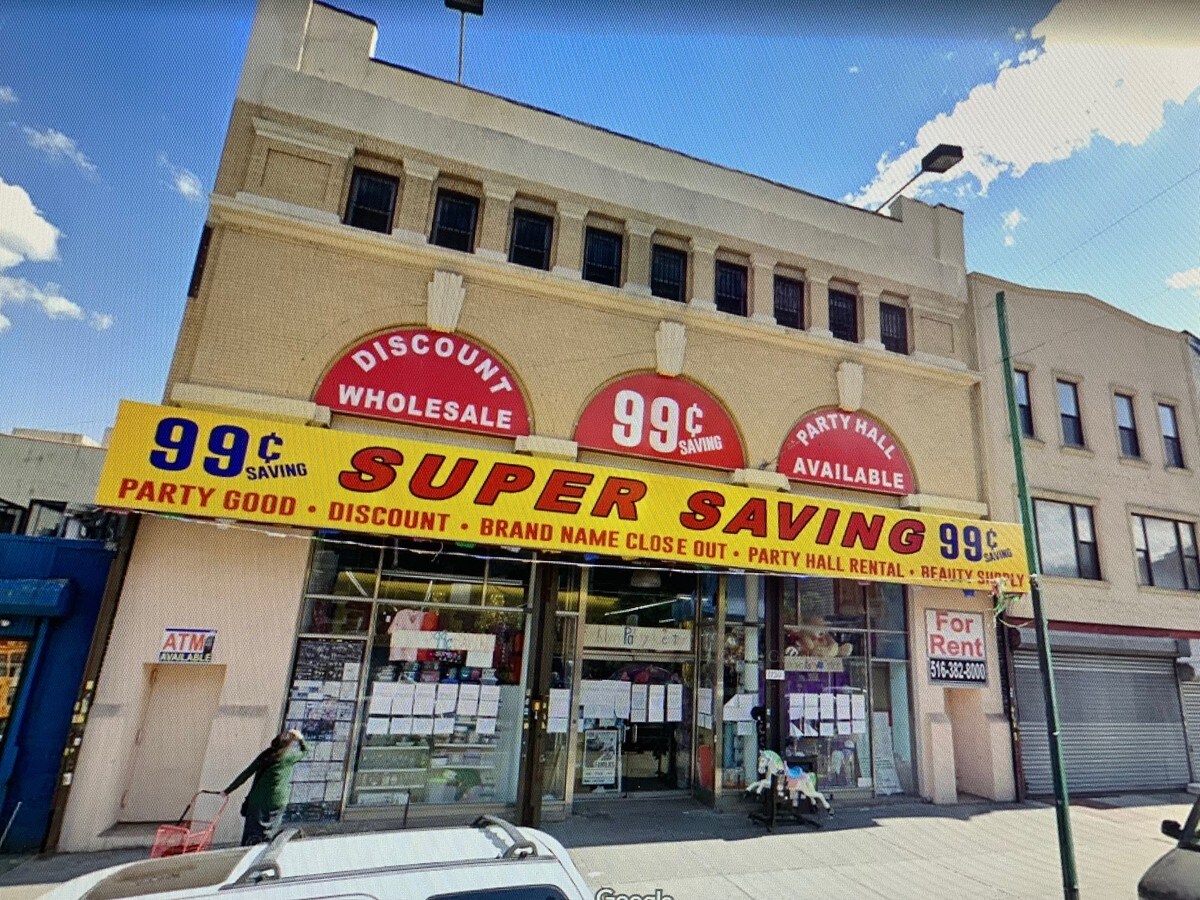 DISCOUNT
WHOLESALE
99¢
SAVING
PARTY HALL
AVAILABLE
99¢
SAVING
SUPER SAVING
99¢
SAVING
PARTY GOOD • DISCOUNT • BRAND NAME CLOSE OUT • PARTY HALL RENTAL • BEAUTY SUPPLY
ATM
AVAILABLE
For
Rent
516-382-8000
Google